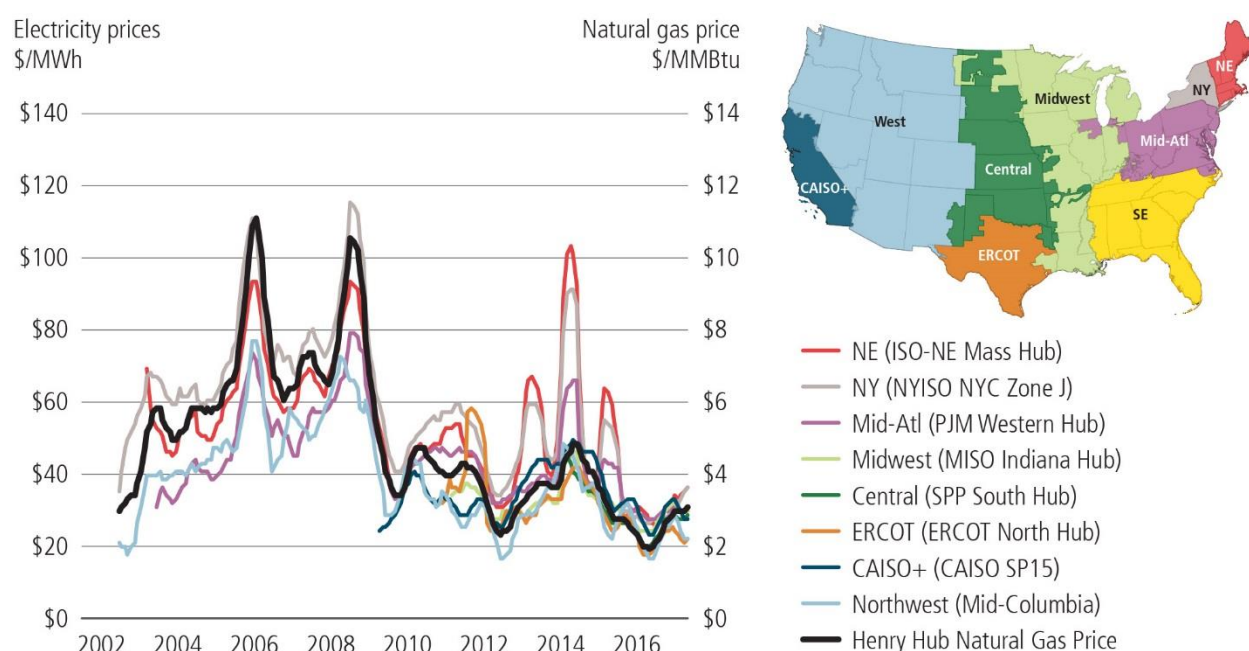 Electricity prices
$/MWh
Natural gas price
$/MMBtu
$140
$120
$100
$80
$60
$40
$20
$0
$14
$12
$10
$8
$6
$4
$2
$0
2002 2004 2006 2008 2010 2012 2014 2016
NE
NY
Midwest
West
Mid-Atl
Central
CAISO+
SE
ERCOT
NE (ISO-NE Mass Hub)
NY (NYISO NYC Zone J)
Mid-Atl (PJM Western Hub)
Midwest (MISO Indiana Hub)
Central (SPP South Hub)
ERCOT (ERCOT North Hub)
CAISO+ (CAISO SP15)
Northwest (Mid-Columbia)
Henry Hub Natural Gas Price